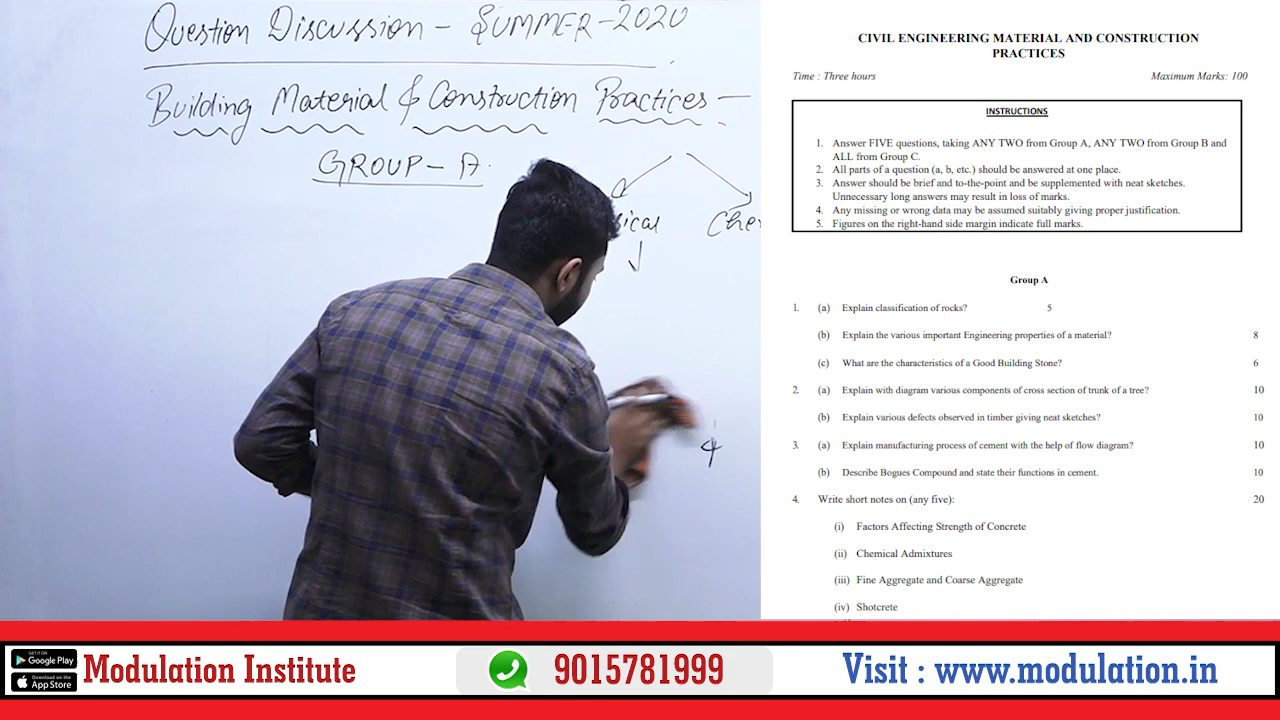 Question Discussion - SUMMER-2020
Building Material & Construction Practices -
GROUP - A.
CIVIL ENGINEERING MATERIAL AND CONSTRUCTION
PRACTICES
Time : Three hours Maximum Marks: 100
INSTRUCTIONS
1. Answer FIVE questions, taking ANY TWO from Group A, ANY TWO from Group B and
ALL from Group C.
2. All parts of a question (a, b, etc.) should be answered at one place.
3. Answer should be brief and to-the-point and be supplemented with neat sketches.
Unnecessary long answers may result in loss of marks.
4. Any missing or wrong data may be assumed suitably giving proper justification.
5. Figures on the right-hand side margin indicate full marks.
Group A
1. (a) Explain classification of rocks? 5
(b) Explain the various important Engineering properties of a material? 8
(c) What are the characteristics of a Good Building Stone? 6
2. (a) Explain with diagram various components of cross section of trunk of a tree? 10
(b) Explain various defects observed in timber giving neat sketches? 10
3. (a) Explain manufacturing process of cement with the help of flow diagram? 10
(b) Describe Bogues Compound and state their functions in cement. 10
4. Write short notes on (any five): 20
(i) Factors Affecting Strength of Concrete
(ii) Chemical Admixtures
(iii) Fine Aggregate and Coarse Aggregate
(iv) Shotcrete
GET IT ON
Google Play
Download on the
App Store
Modulation Institute
9015781999
Visit : www.modulation.in